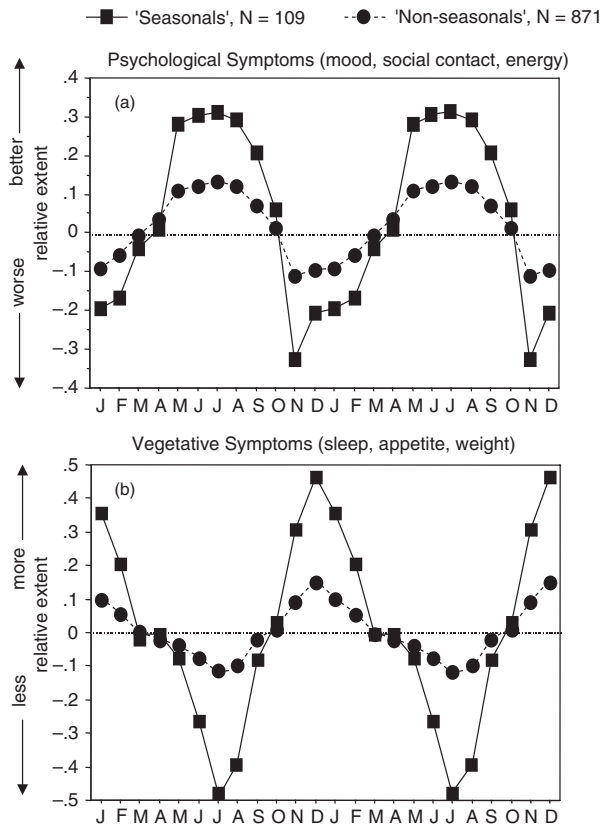 'Seasonals', N = 109 'Non-seasonals', N = 871
Psychological Symptoms (mood, social contact, energy)
(a)
better
relative extent
worse
.4
.3
.2
.1
0
-.1
-.2
-.3
-.4
J F M A M J J A S O N D J F M A M J J A S O N D
Vegetative Symptoms (sleep, appetite, weight)
(b)
more
relative extent
less
.5
.4
.3
.2
.1
0
-.1
-.2
-.3
-.4
-.5
J F M A M J J A S O N D J F M A M J J A S O N D